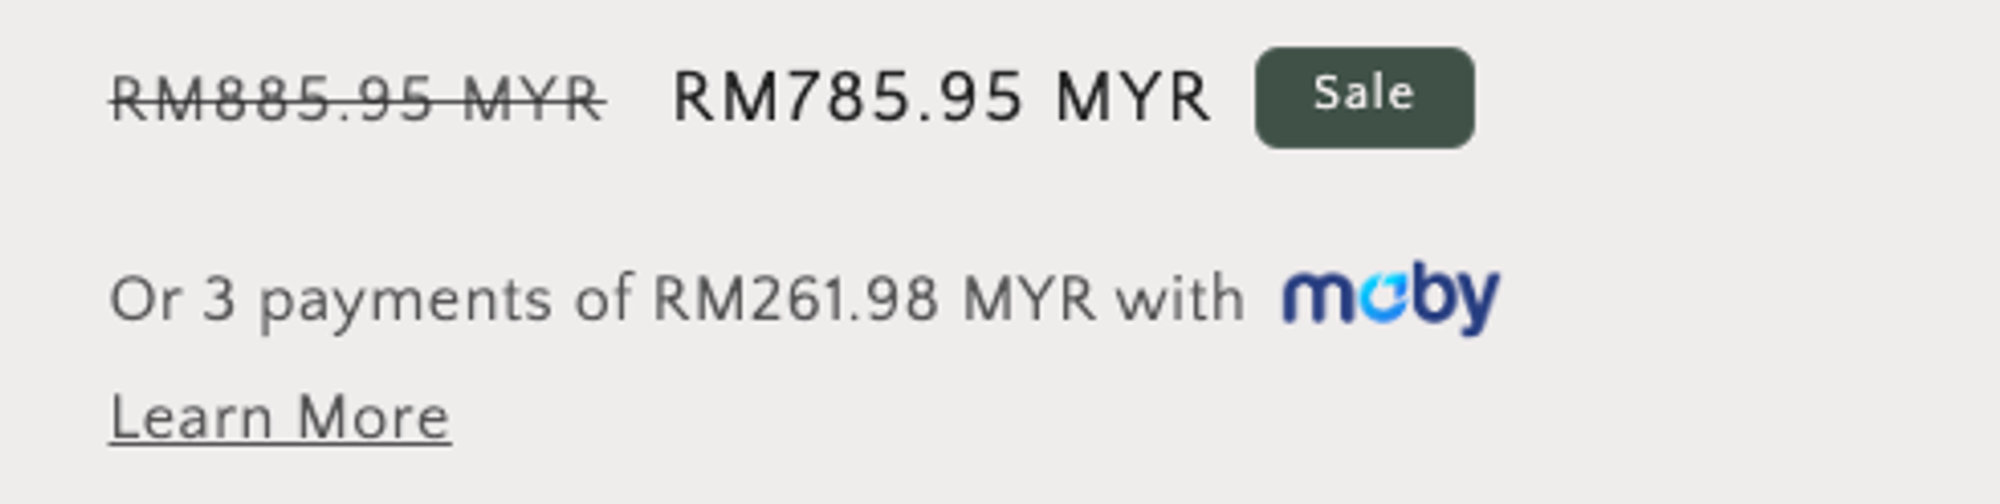 RM885.95 MYR RM785.95 MYR Sale
Or 3 payments of RM261.98 MYR with moby
Learn More